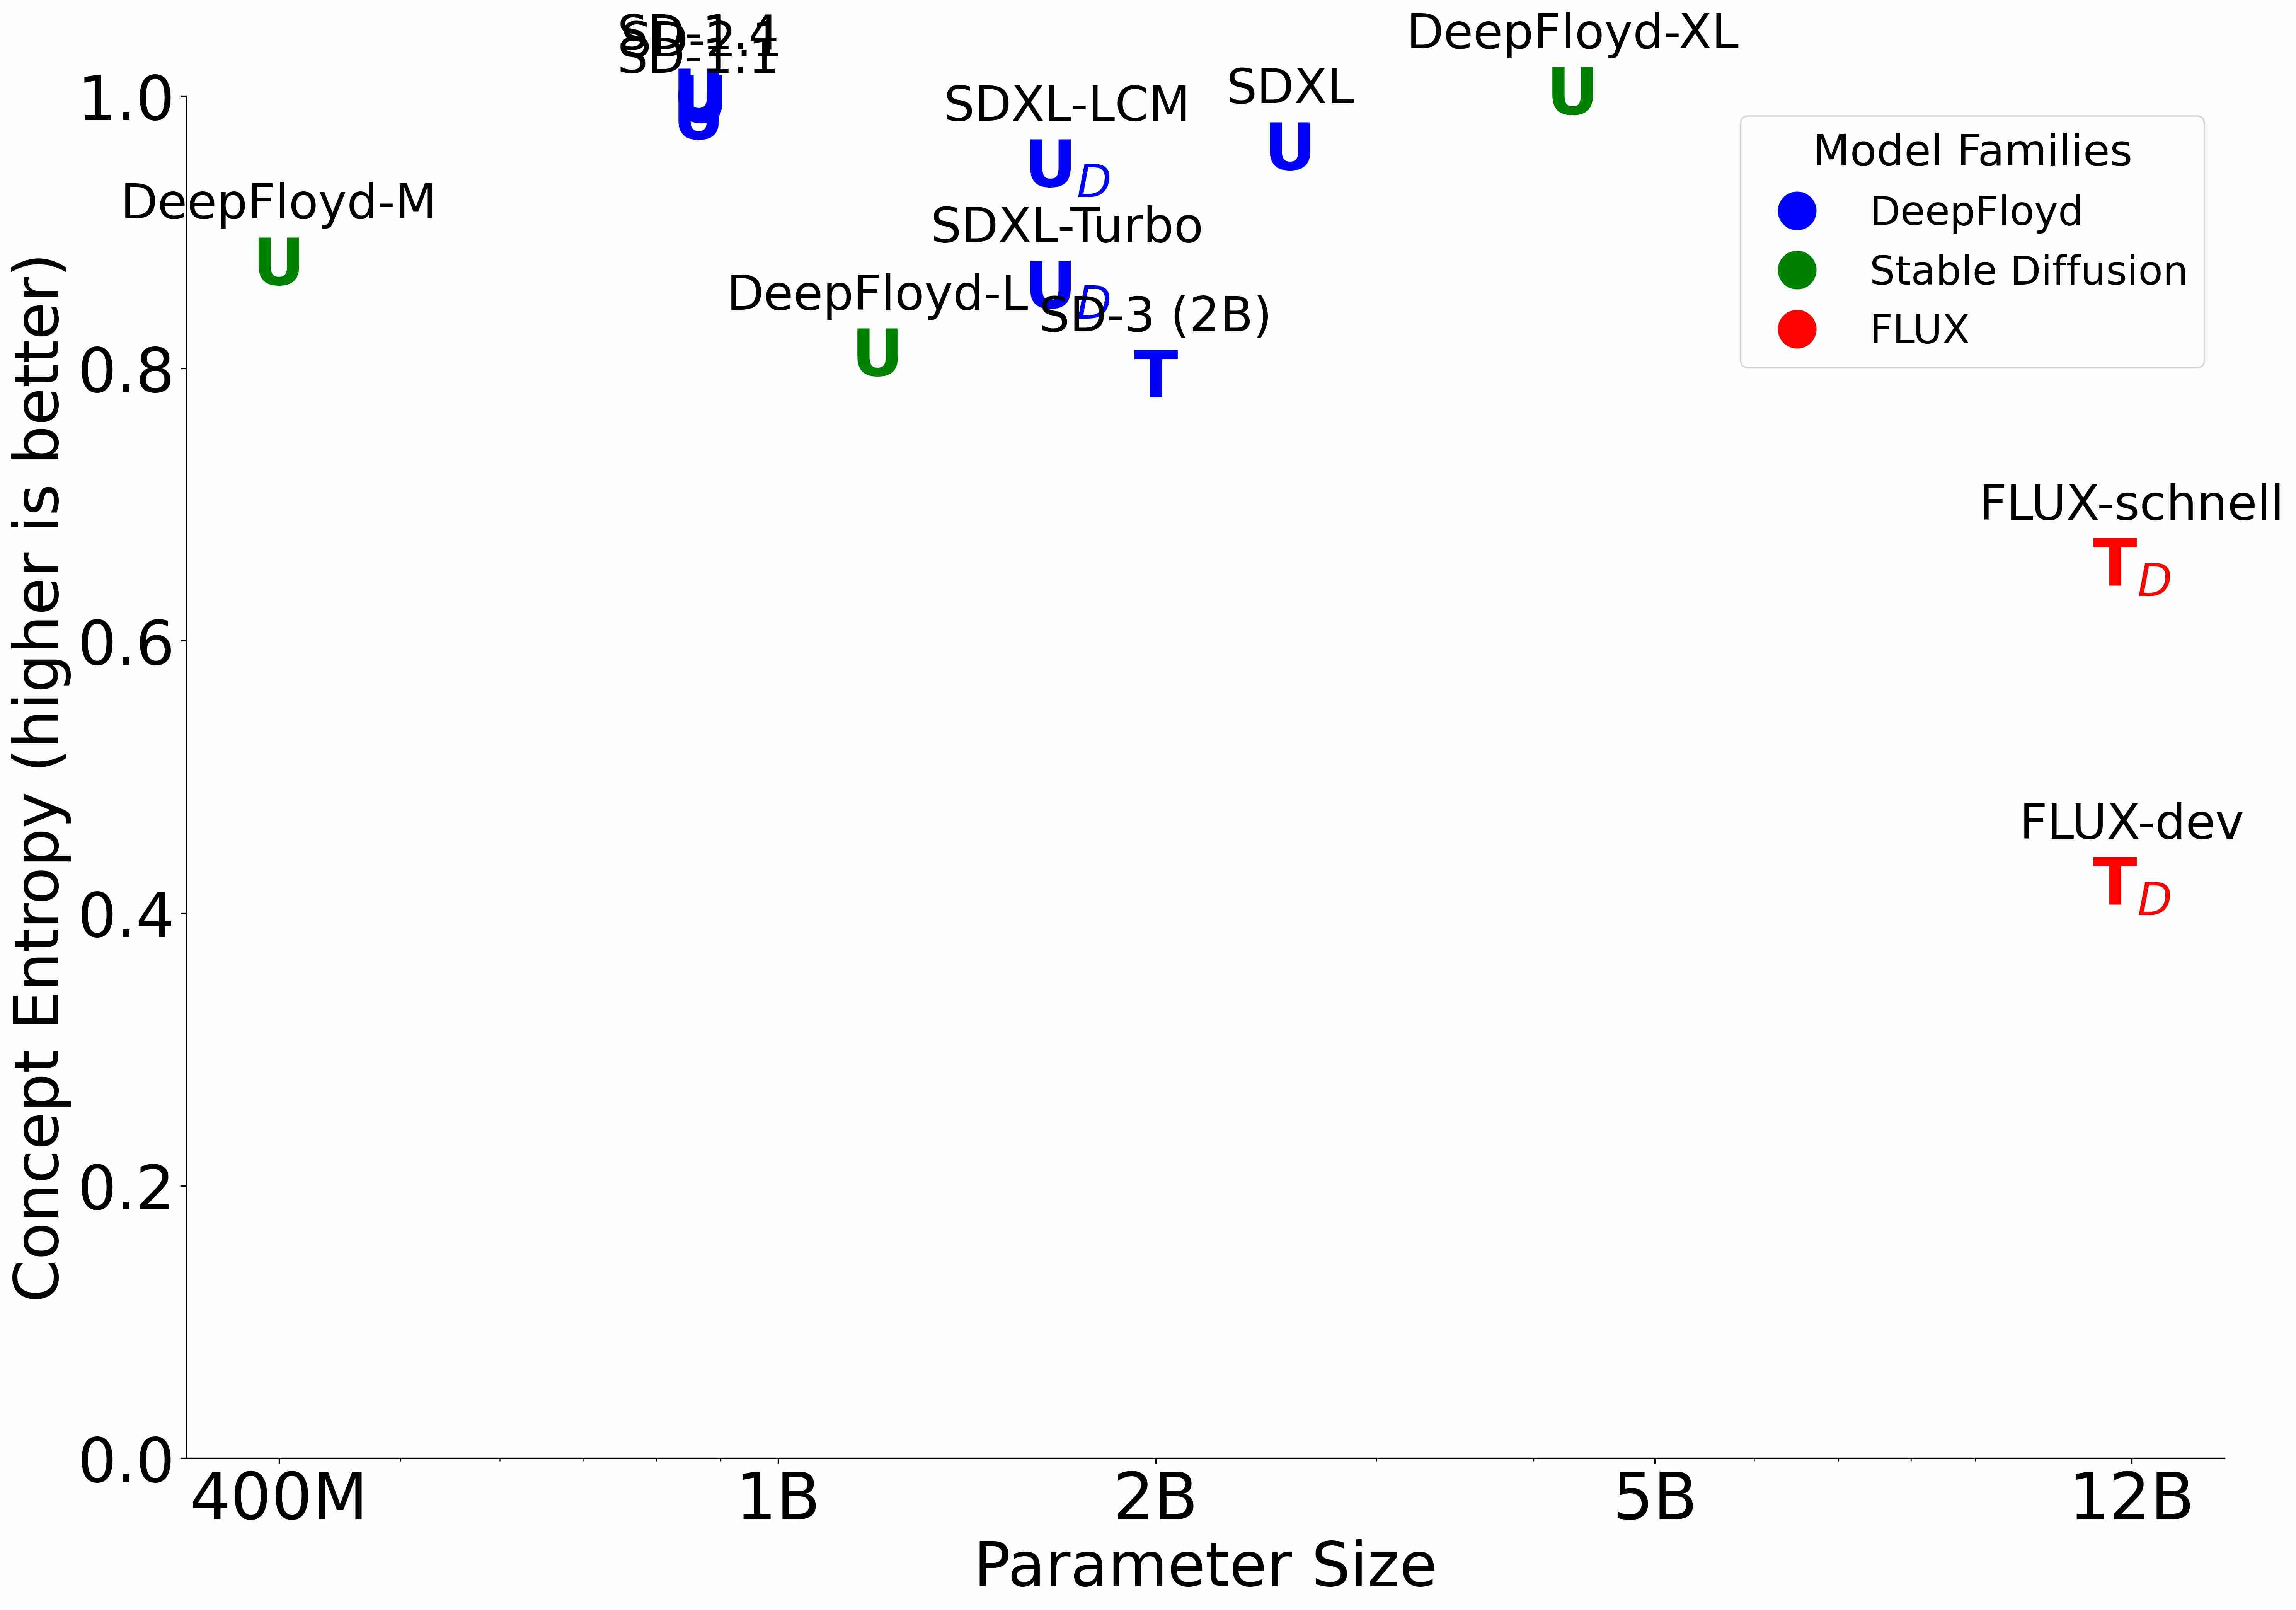 SD-1.4
SD-1.1
DeepFloyd-XL
SDXL
SDXL-LCM
U
U
U
U
U D
DeepFloyd-M
U
SDXL-Turbo
U D
DeepFloyd-L
U
SD-3 (2B)
T
Model Families
DeepFloyd
Stable Diffusion
FLUX
FLUX-schnell
T D
FLUX-dev
T D
Concept Entropy (higher is better)
1.0
0.8
0.6
0.4
0.2
0.0
400M
1B
2B
5B
12B
Parameter Size